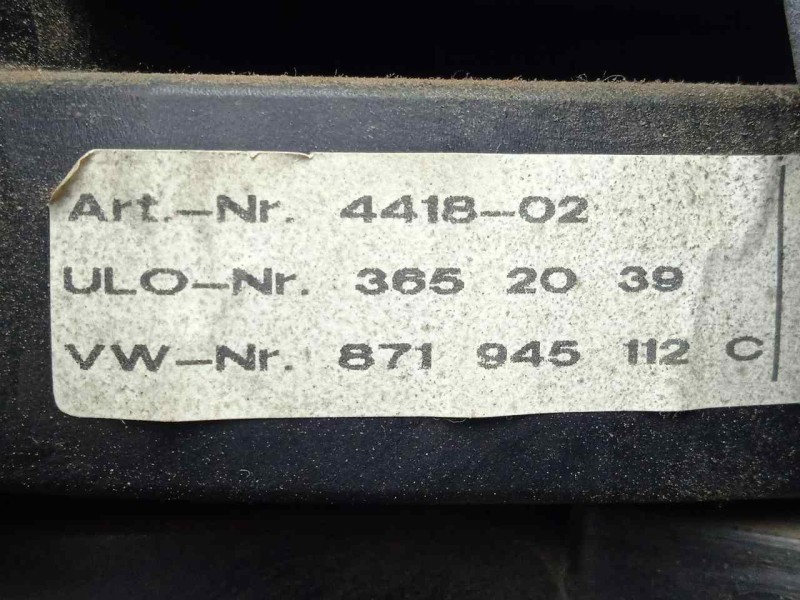 Art.-Nr. 4418-02
ULO-Nr. 365 20 39
VW-Nr. 871 945 112 C